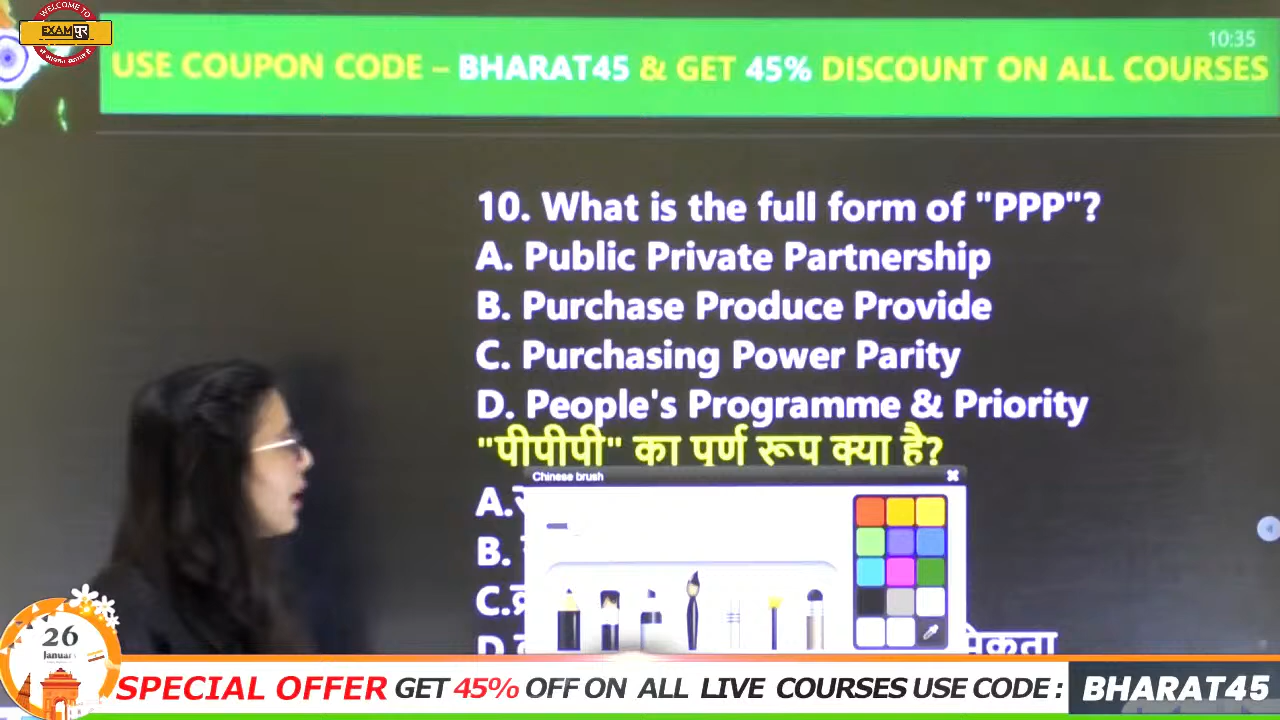 WELCOME TO
EXAMपुर
10:35
USE COUPON CODE – BHARAT45 & GET 45% DISCOUNT ON ALL COURSES
10. What is the full form of "PPP"?
A. Public Private Partnership
B. Purchase Produce Provide
C. Purchasing Power Parity
D. People's Programme & Priority
"पीपीपी" का पूर्ण रूप क्या है?
Chinese brush
A.
B.
C.
D.
26
January
SPECIAL OFFER GET 45% OFF ON ALL LIVE COURSES USE CODE : BHARAT45